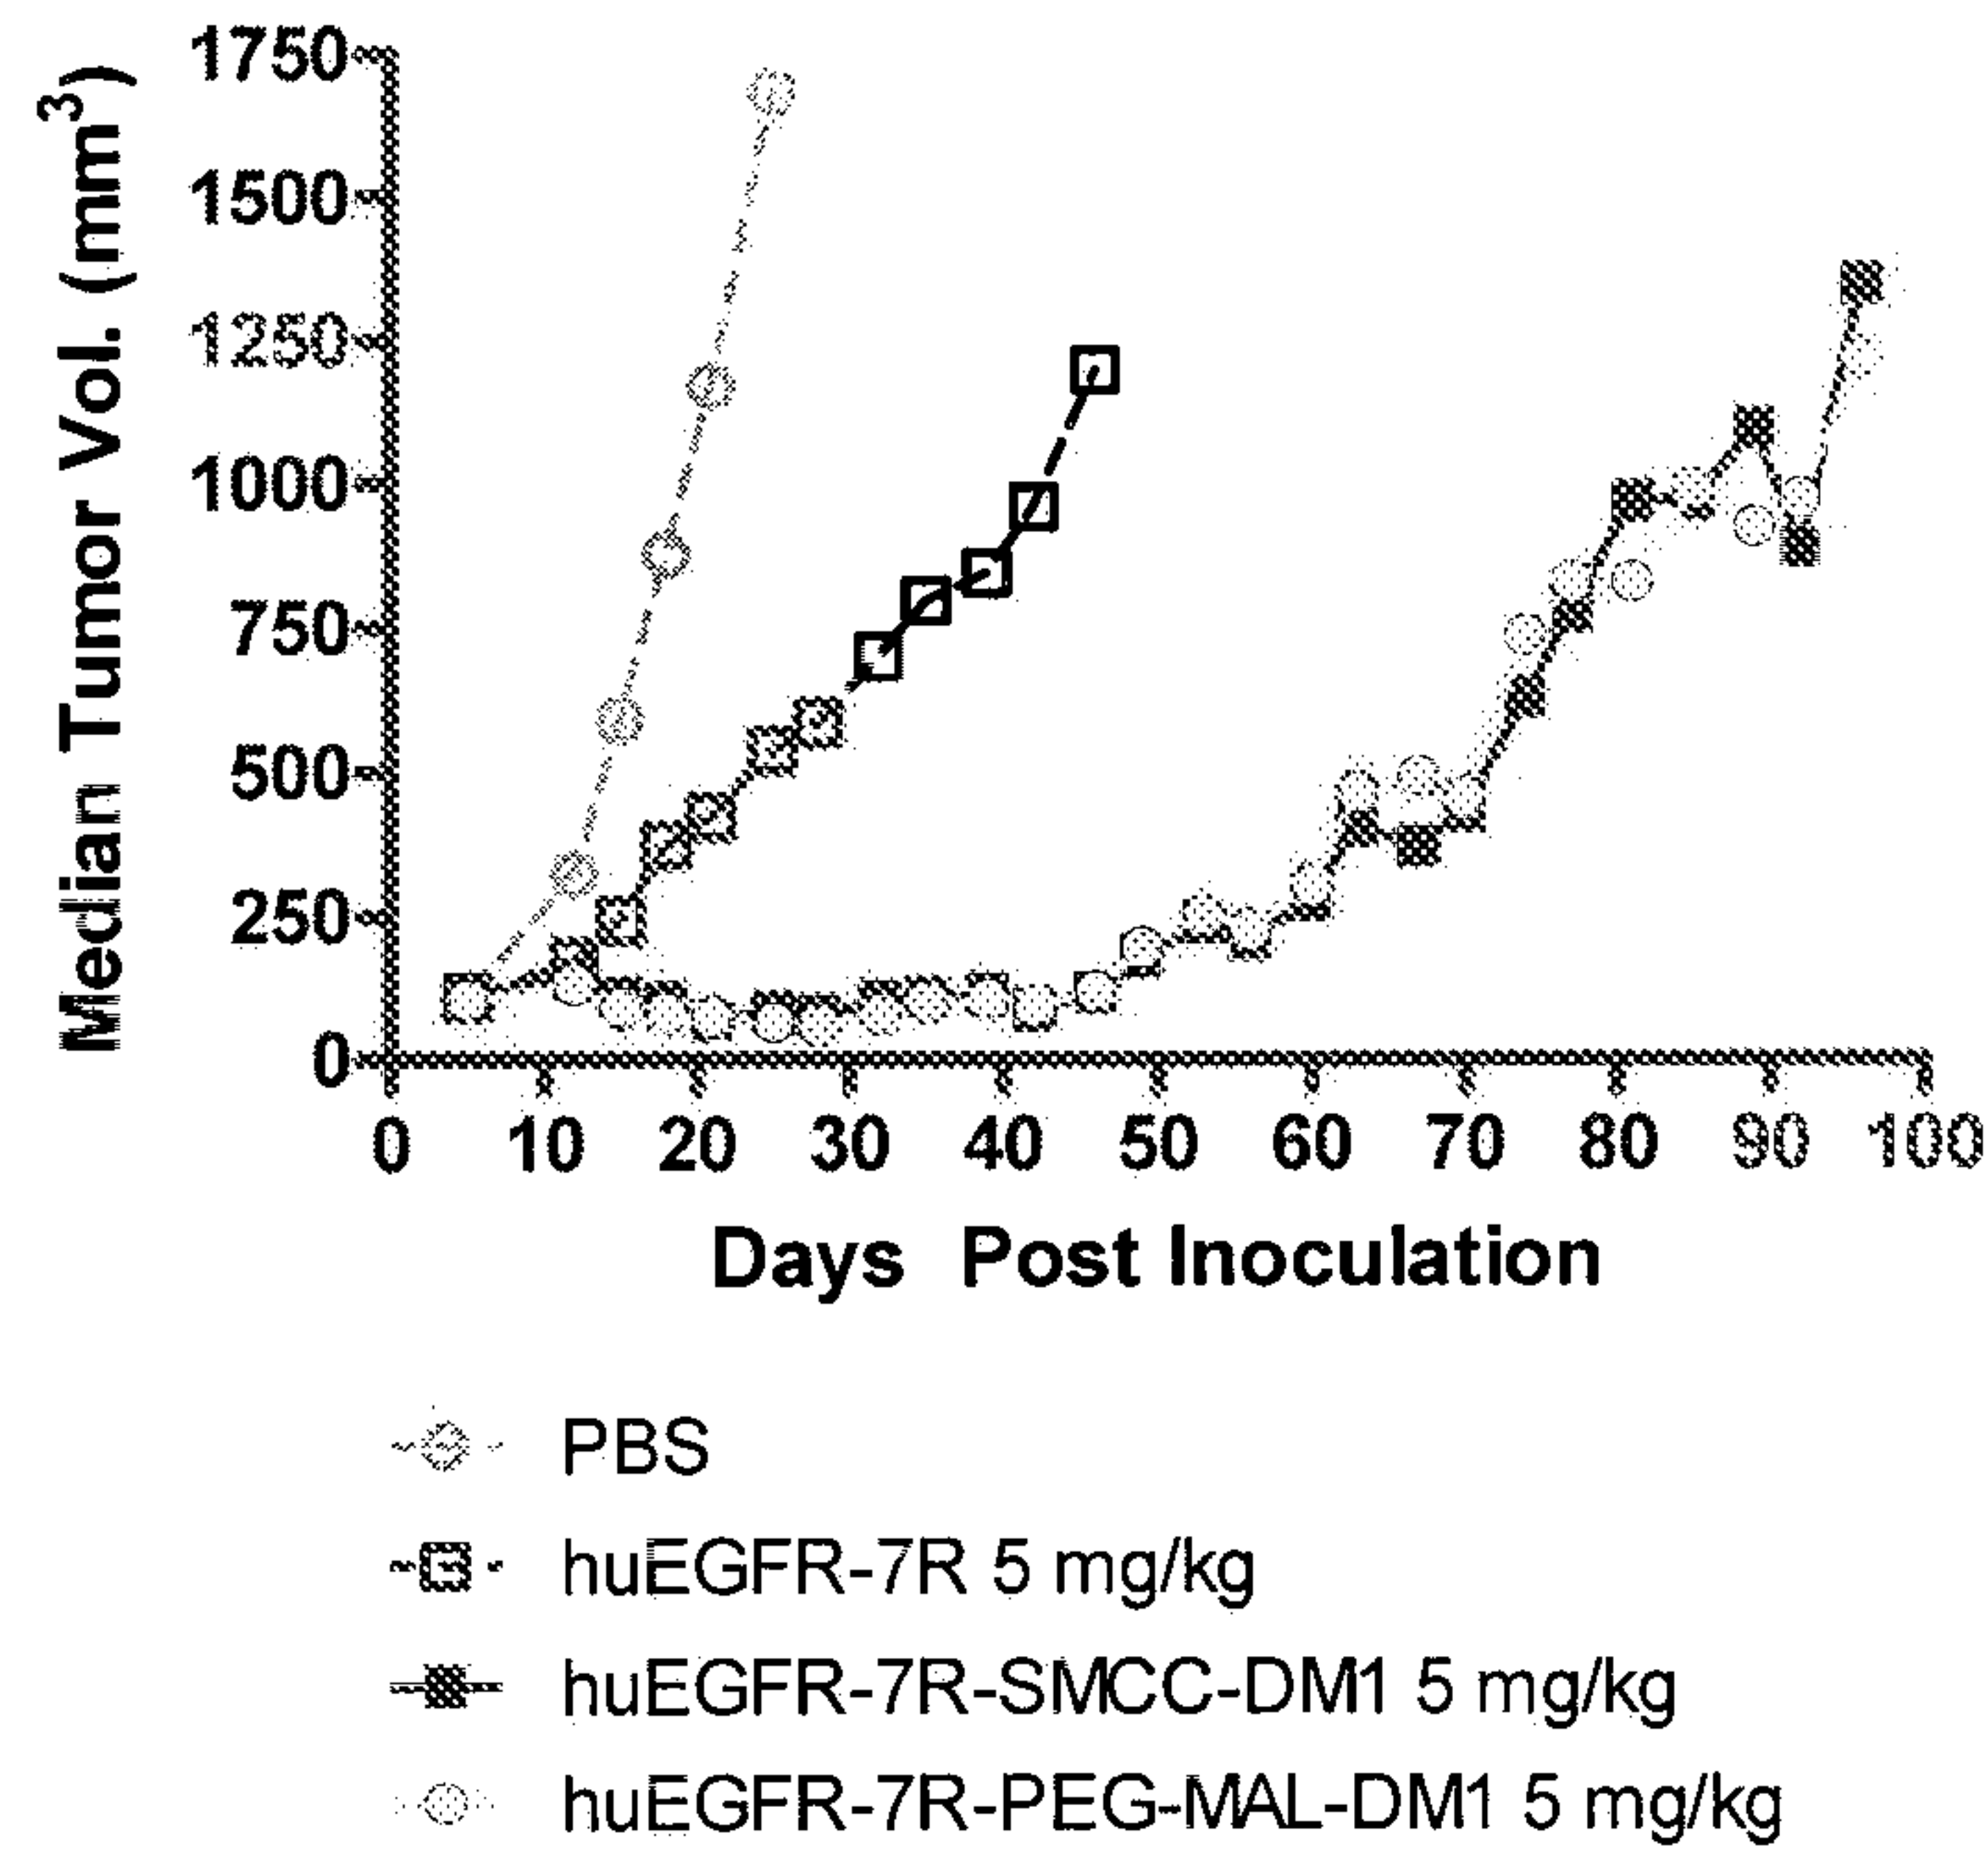 Median Tumor Vol. (mm³)
1750
1500
1250
1000
750
500
250
0
0 10 20 30 40 50 60 70 80 90 100
Days Post Inoculation
PBS
huEGFR-7R 5 mg/kg
huEGFR-7R-SMCC-DM1 5 mg/kg
huEGFR-7R-PEG-MAL-DM1 5 mg/kg